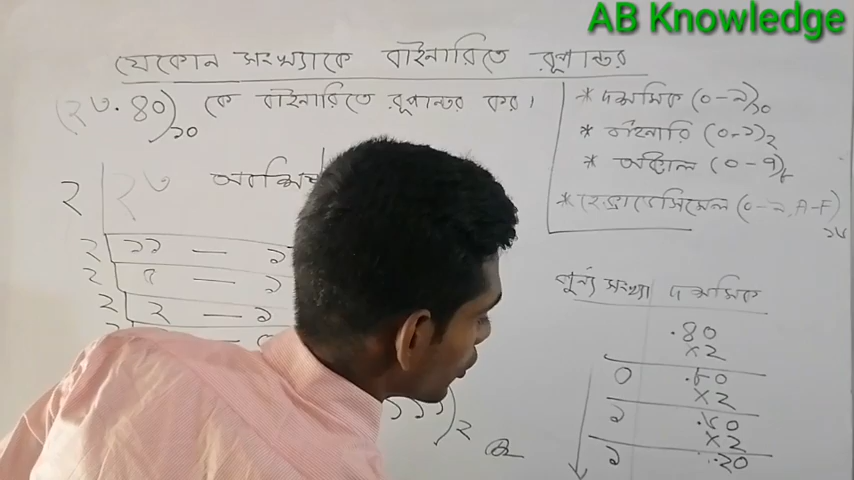 AB Knowledge
যেকোন সংখ্যাকে বাইনারিতে রূপান্তর
(২৩.৪০)১০ কে বাইনারিতে রূপান্তর কর।
২ ২৩
২ ১১ — ১
২ ৫ — ১
২ ২ — ১
১১১)২
* দশমিক (০-৯)১০
* বাইনারি (০-১)২
* অক্টাল (০-৭)৮
* হেক্সাডেসিমেল (০-৯, A-F)১৬
পূর্ণ সংখ্যা দশমিক
.৪০
×২
০ .৮০
×২
১ .৬০
×২
১ .২০